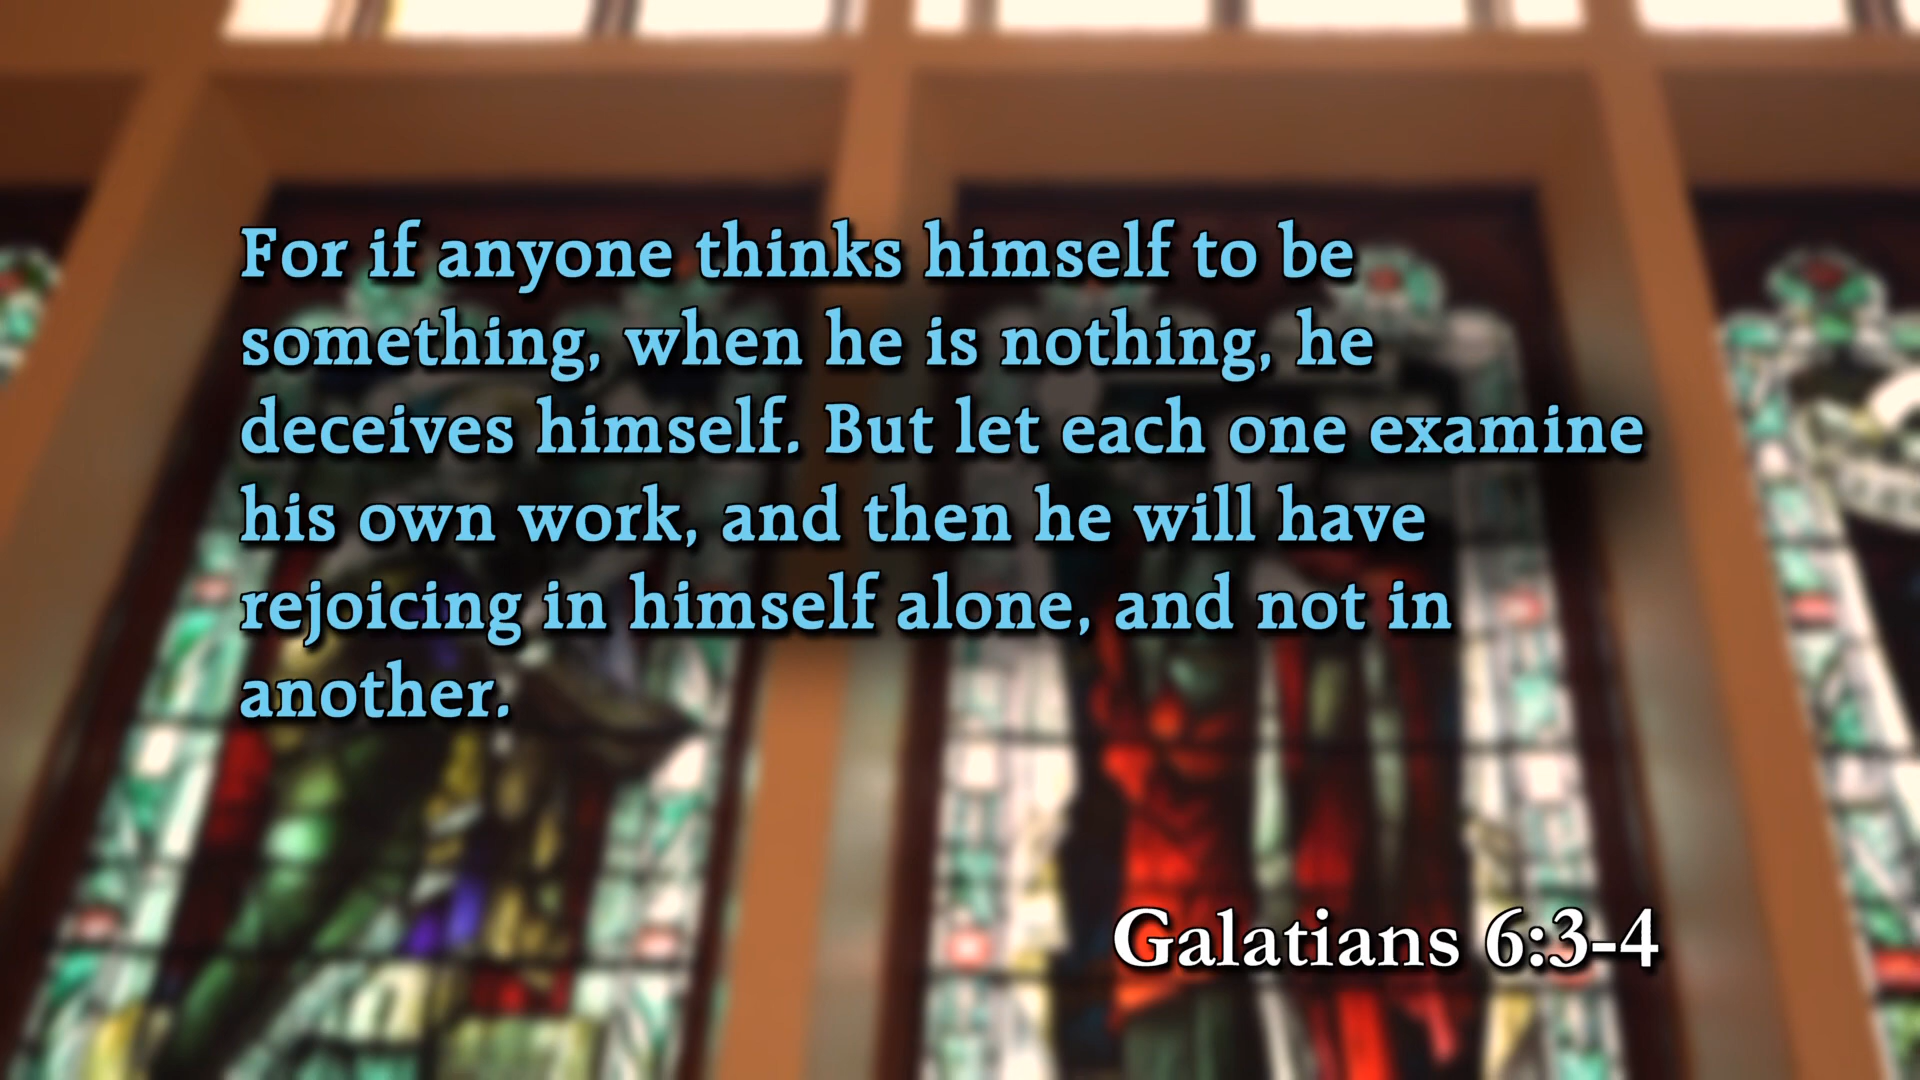 For if anyone thinks himself to be
something, when he is nothing, he
deceives himself. But let each one examine
his own work, and then he will have
rejoicing in himself alone, and not in
another.
Galatians 6:3-4